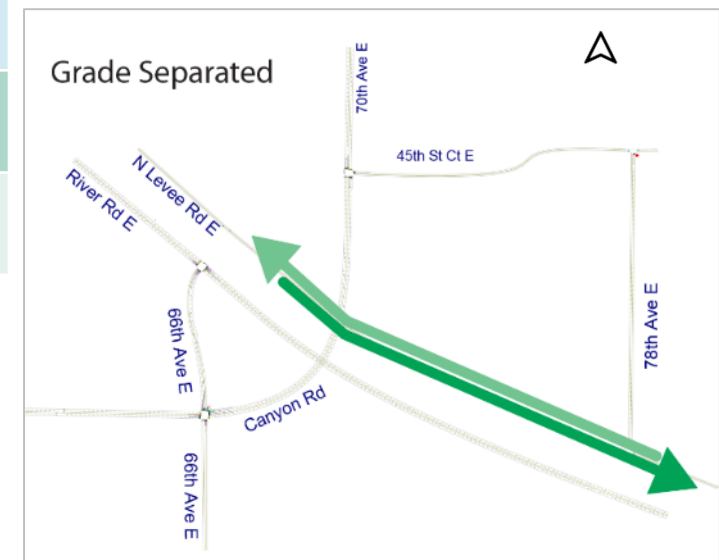 Grade Separated
70th Ave E
45th St Ct E
N Levee Rd E
River Rd E
66th Ave E
78th Ave E
Canyon Rd
66th Ave E